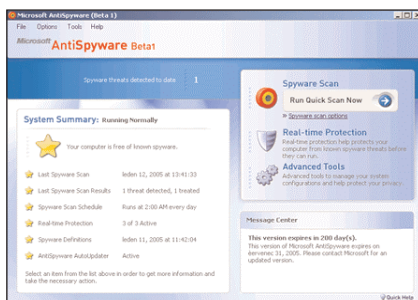 Microsoft AntiSpyware (Beta 1)
File Options Tools Help
Microsoft AntiSpyware Beta1
Spyware threats detected to date 1
System Summary: Running Normally
Your computer is free of known spyware.
Last Spyware Scan leden 12, 2005 at 13:41:33
Last Spyware Scan Results 1 threat detected, 1 treated
Spyware Scan Schedule Runs at 2:00 AM every day
Real-time Protection 3 of 3 Active
Spyware Definitions leden 11, 2005 at 11:42:04
AntiSpyware AutoUpdater Active
Select an item from the list above in order to get more information and
take the necessary action.
Spyware Scan
Run Quick Scan Now
» Spyware scan options
Real-time Protection
Real-time protection helps protect your
computer from known spyware threats before
they can run.
Advanced Tools
Advanced tools to manage your system
configurations and help protect your privacy.
Message Center
This version expires in 200 day(s).
This version of Microsoft AntiSpyware expires on
červenec 31, 2005. Please contact Microsoft for an
updated version.
Quick Help